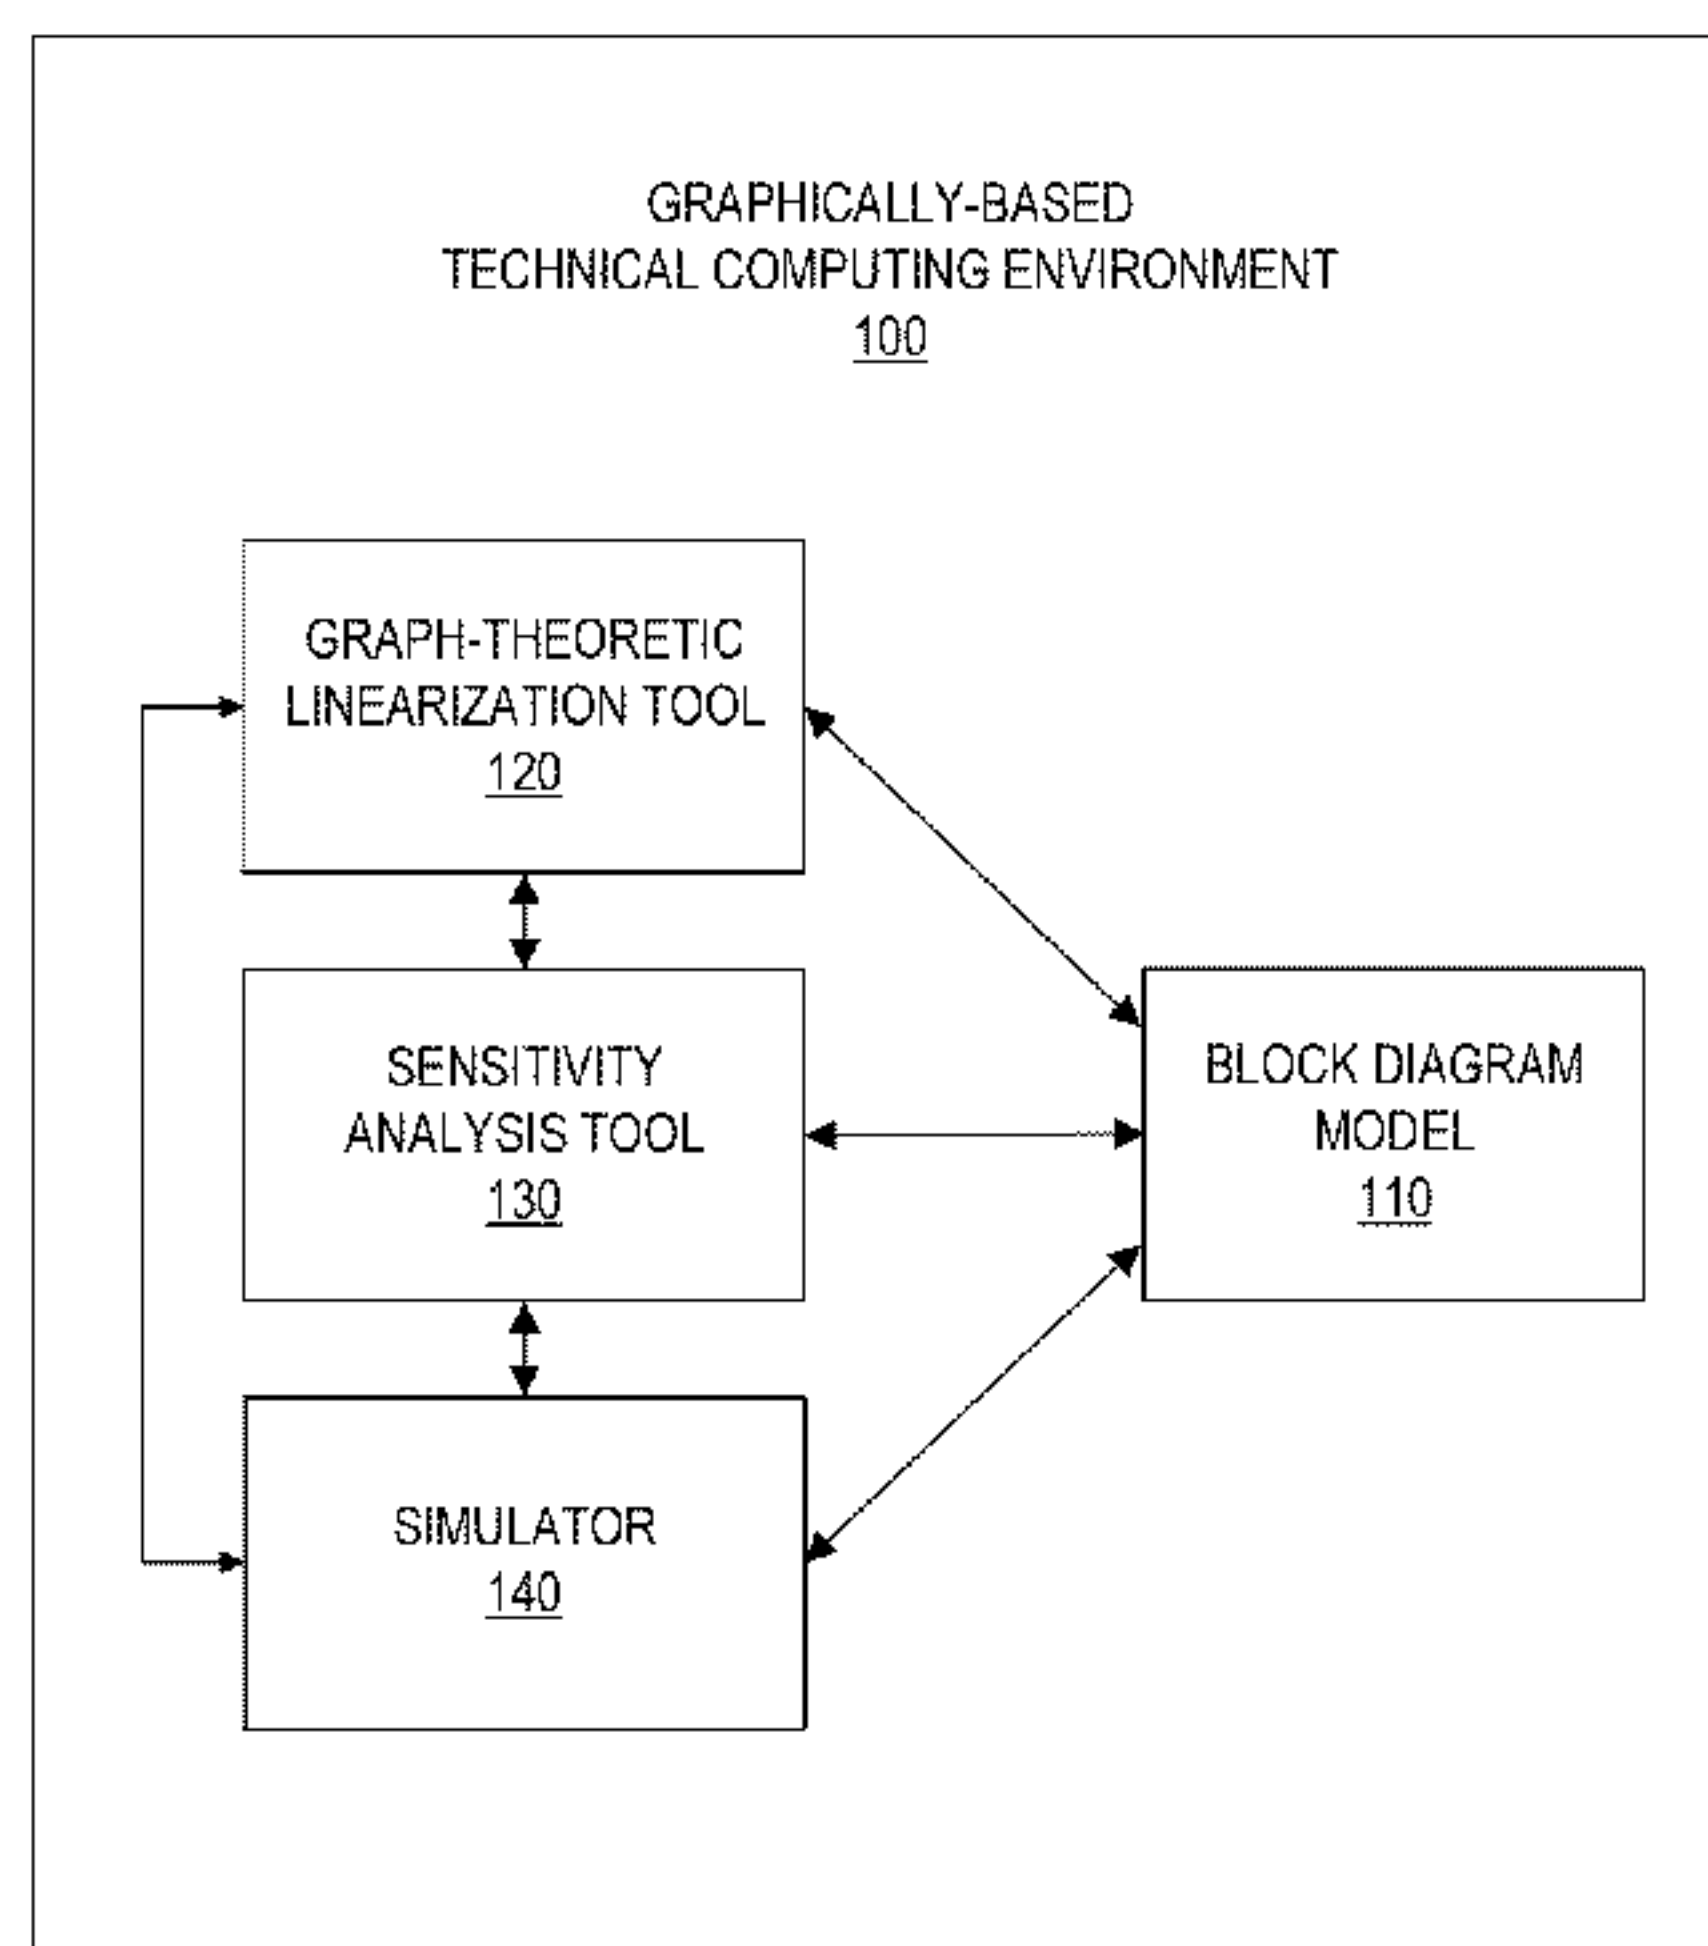 GRAPHICALLY-BASED
TECHNICAL COMPUTING ENVIRONMENT
100
GRAPH-THEORETIC
LINEARIZATION TOOL
120
SENSITIVITY
ANALYSIS TOOL
130
BLOCK DIAGRAM
MODEL
110
SIMULATOR
140